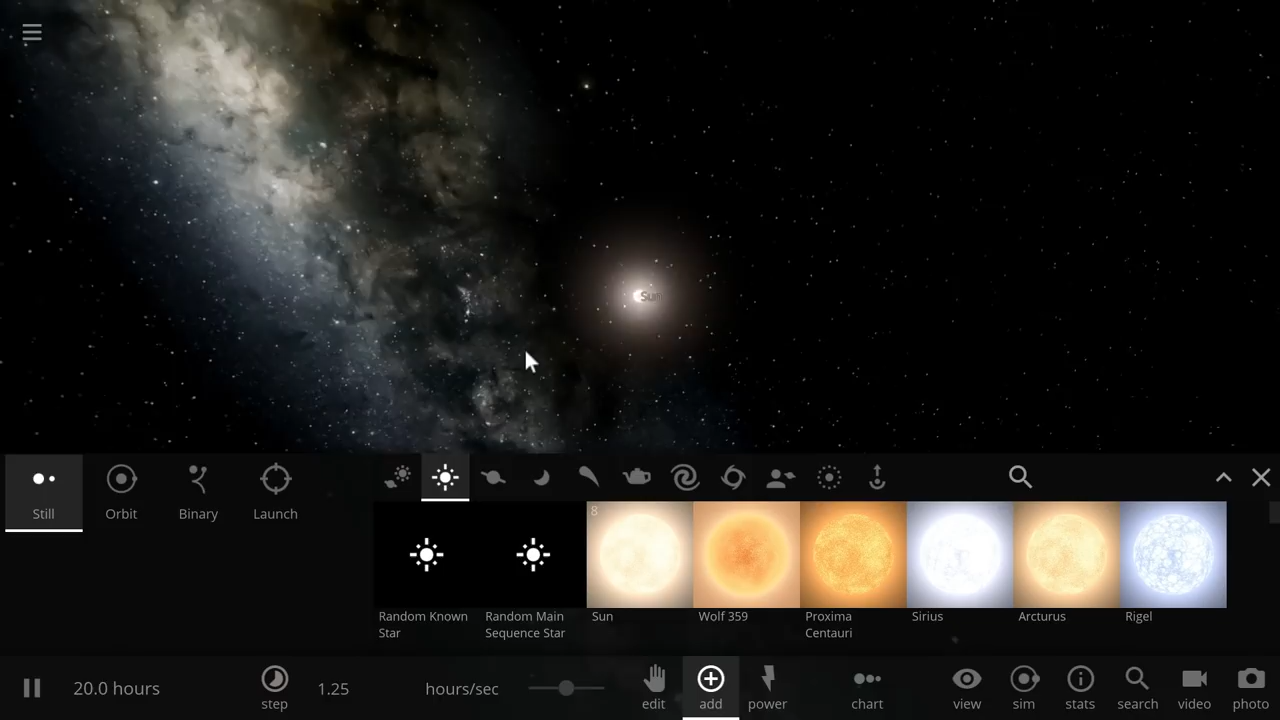 Sun
Still
Orbit
Binary
Launch
8
Random Known
Star
Random Main
Sequence Star
Sun
Wolf 359
Proxima
Centauri
Sirius
Arcturus
Rigel
20.0 hours
step
1.25
hours/sec
edit
add
power
chart
view
sim
stats
search
video
photo